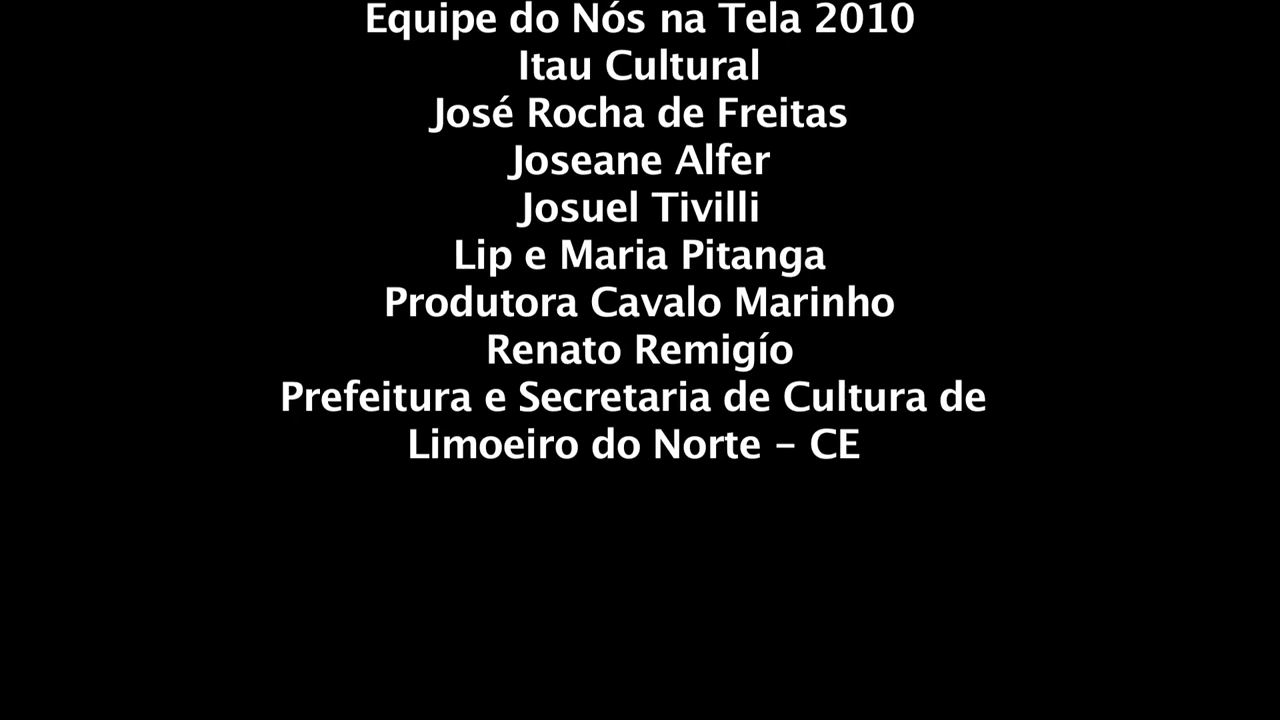 Equipe do Nós na Tela 2010
Itau Cultural
José Rocha de Freitas
Joseane Alfer
Josuel Tivilli
Lip e Maria Pitanga
Produtora Cavalo Marinho
Renato Remigío
Prefeitura e Secretaria de Cultura de
Limoeiro do Norte - CE